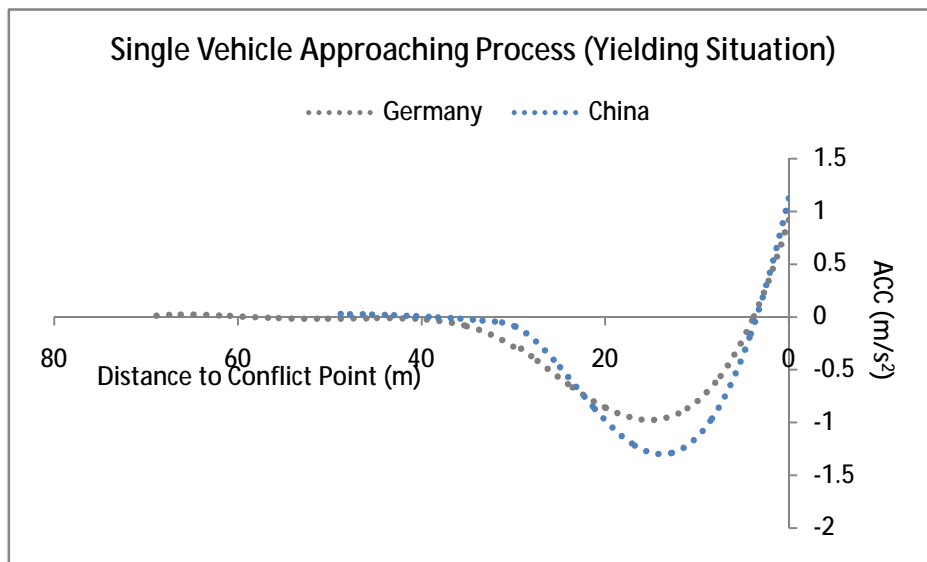 Single Vehicle Approaching Process (Yielding Situation)
Germany China
1.5
1
0.5
0
-0.5
-1
-1.5
-2
ACC (m/s²)
80 60 40 20 0
Distance to Conflict Point (m)